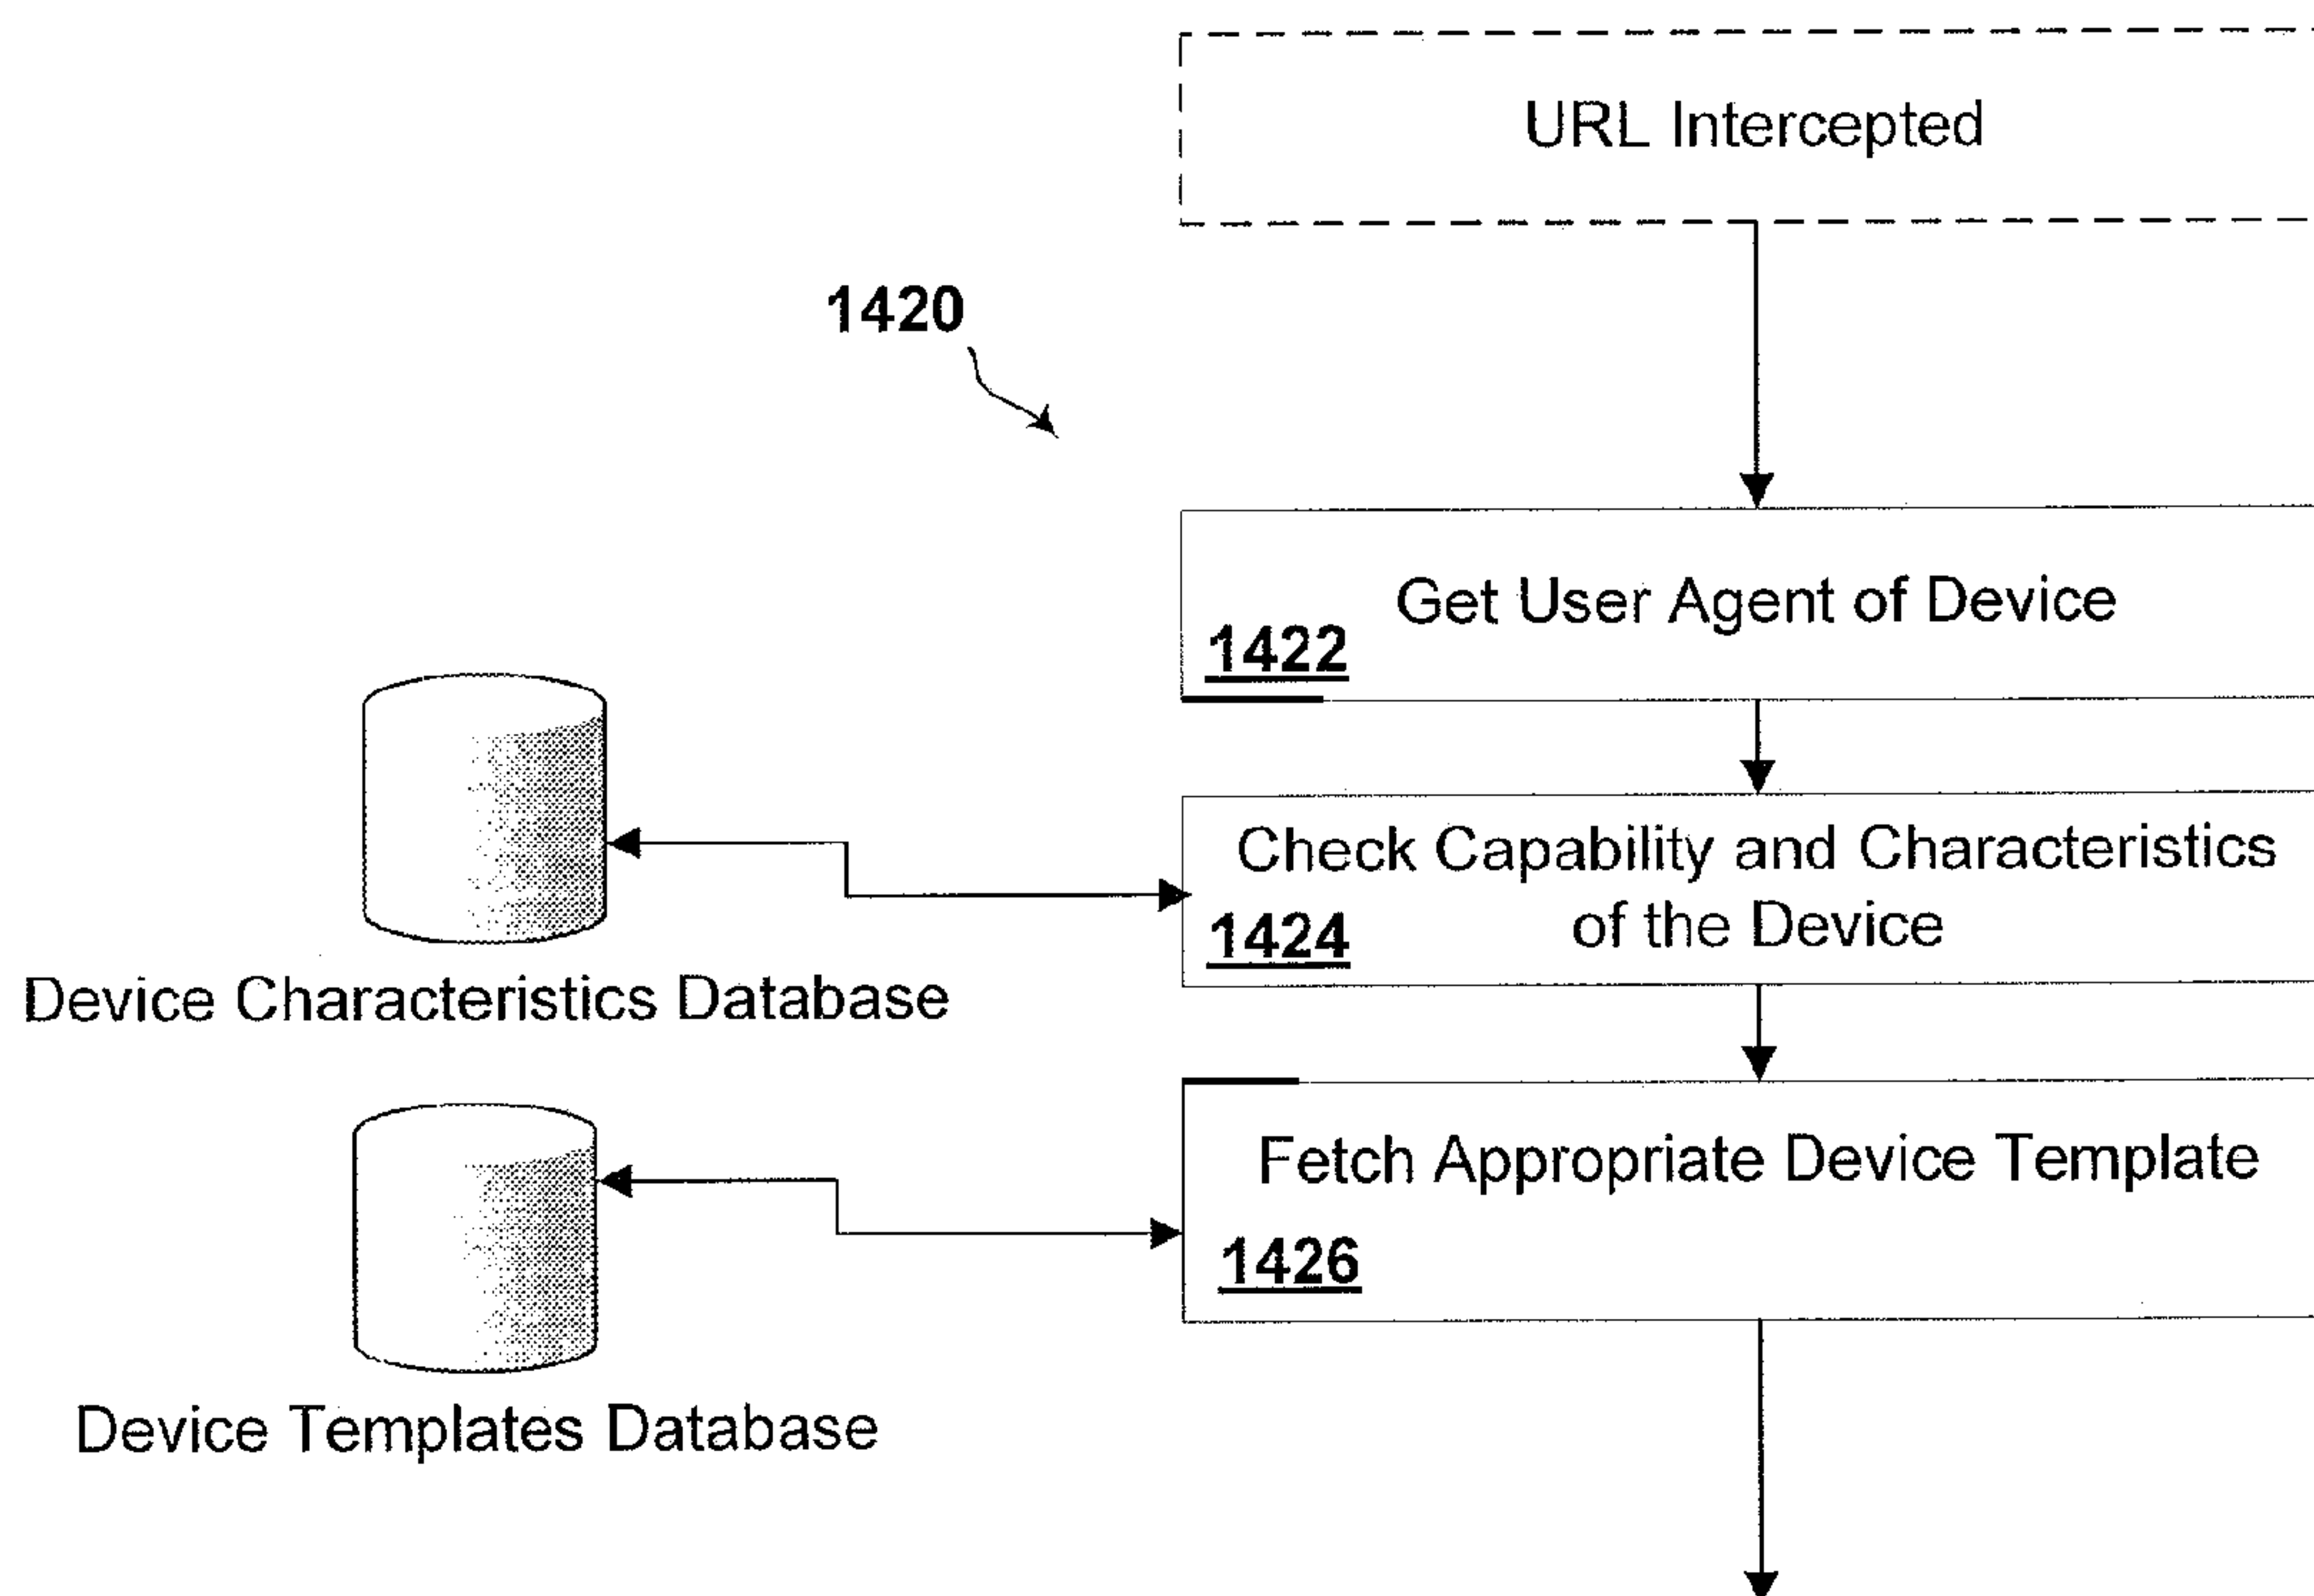 URL Intercepted
1420
Get User Agent of Device
1422
Check Capability and Characteristics
of the Device
1424
Device Characteristics Database
Fetch Appropriate Device Template
1426
Device Templates Database